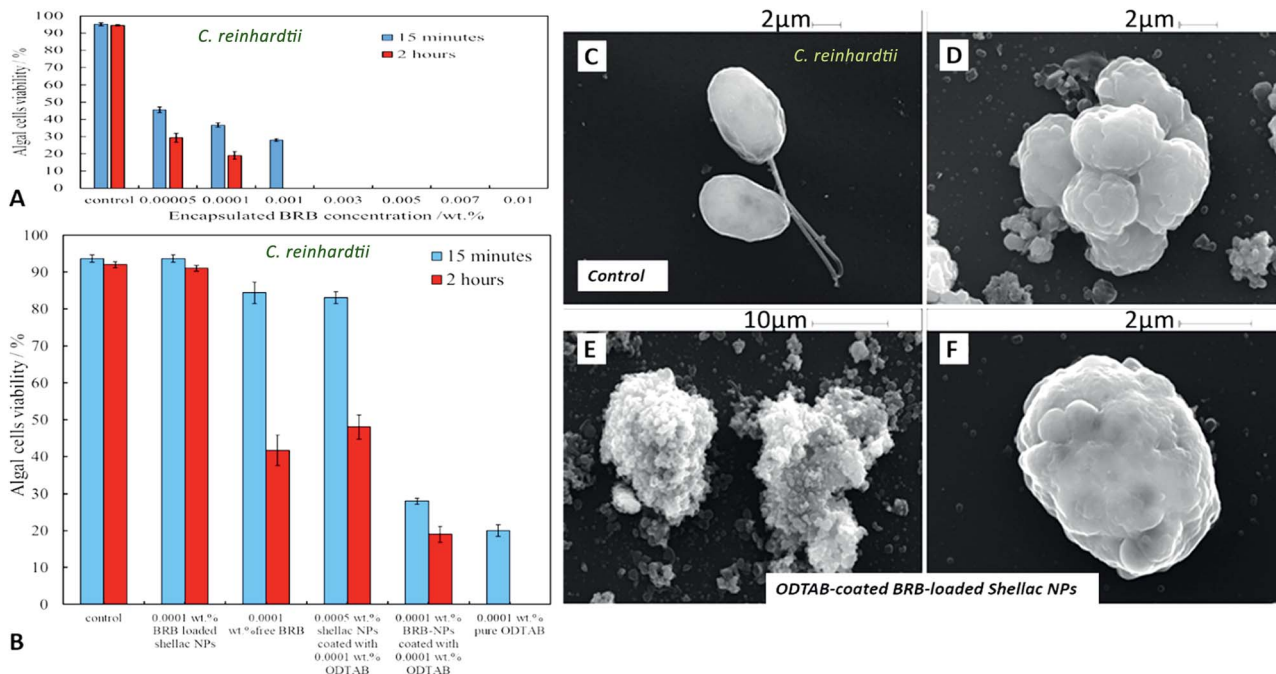 A
100
90
80
70
60
50
40
30
20
10
0
Algal cells viability / %
C. reinhardtii
15 minutes
2 hours
control 0.00005 0.0001 0.001 0.003 0.005 0.007 0.01
Encapsulated BRB concentration /wt.%
B
100
90
80
70
60
50
40
30
20
10
0
Algal cells viability / %
C. reinhardtii
15 minutes
2 hours
control
0.0001 wt.%
BRB loaded
shellac NPs
0.0001
wt.%free BRB
0.0005 wt.%
shellac NPs
coated with
0.0001 wt.%
ODTAB
0.0001 wt.%
BRB-NPs
coated with
0.0001 wt.%
ODTAB
0.0001 wt.%
pure ODTAB
2μm
C
C. reinhardtii
Control
2μm
D
10μm
E
2μm
F
ODTAB-coated BRB-loaded Shellac NPs